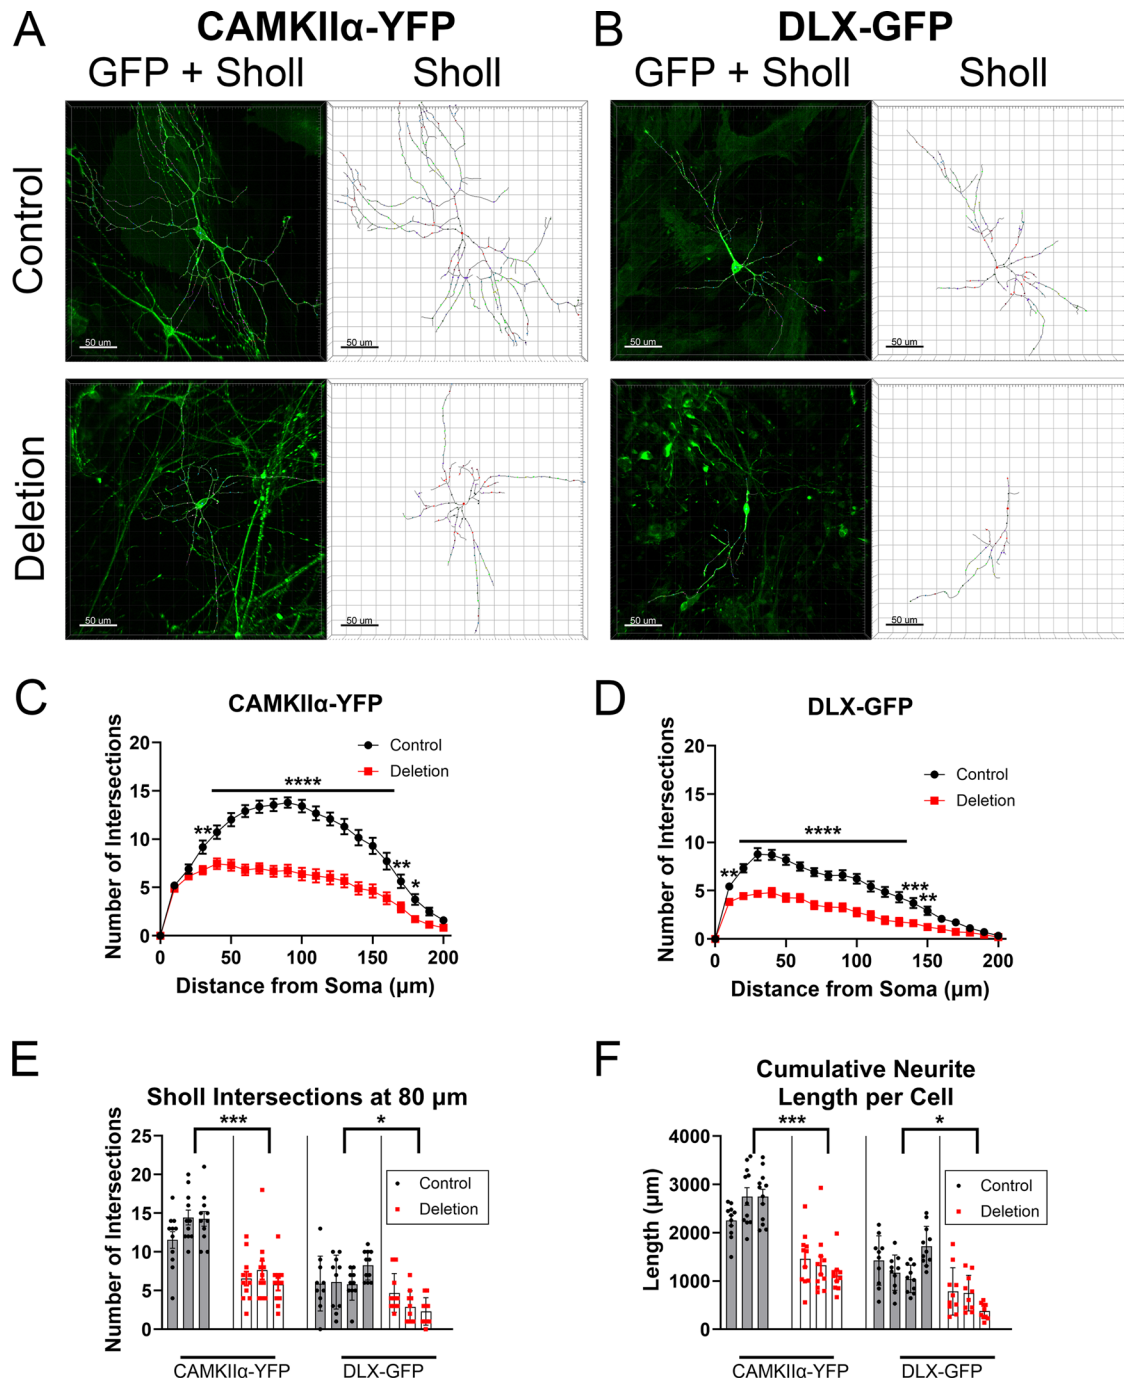 A
CAMKIIα-YFP
B
DLX-GFP
GFP + Sholl
Sholl
GFP + Sholl
Sholl
Control
50 um
50 um
50 um
50 um
Deletion
50 um
50 um
50 um
50 um
C
CAMKIIα-YFP
Number of Intersections
20
15
10
5
0
Control
Deletion
****
**
**
*
0
50
100
150
200
Distance from Soma (µm)
D
DLX-GFP
Number of Intersections
20
15
10
5
0
Control
Deletion
****
**
***
**
0
50
100
150
200
Distance from Soma (µm)
E
Sholl Intersections at 80 µm
Number of Intersections
25
20
15
10
5
0
***
*
Control
Deletion
CAMKIIα-YFP
DLX-GFP
F
Cumulative Neurite
Length per Cell
Length (µm)
4000
3000
2000
1000
0
***
*
Control
Deletion
CAMKIIα-YFP
DLX-GFP